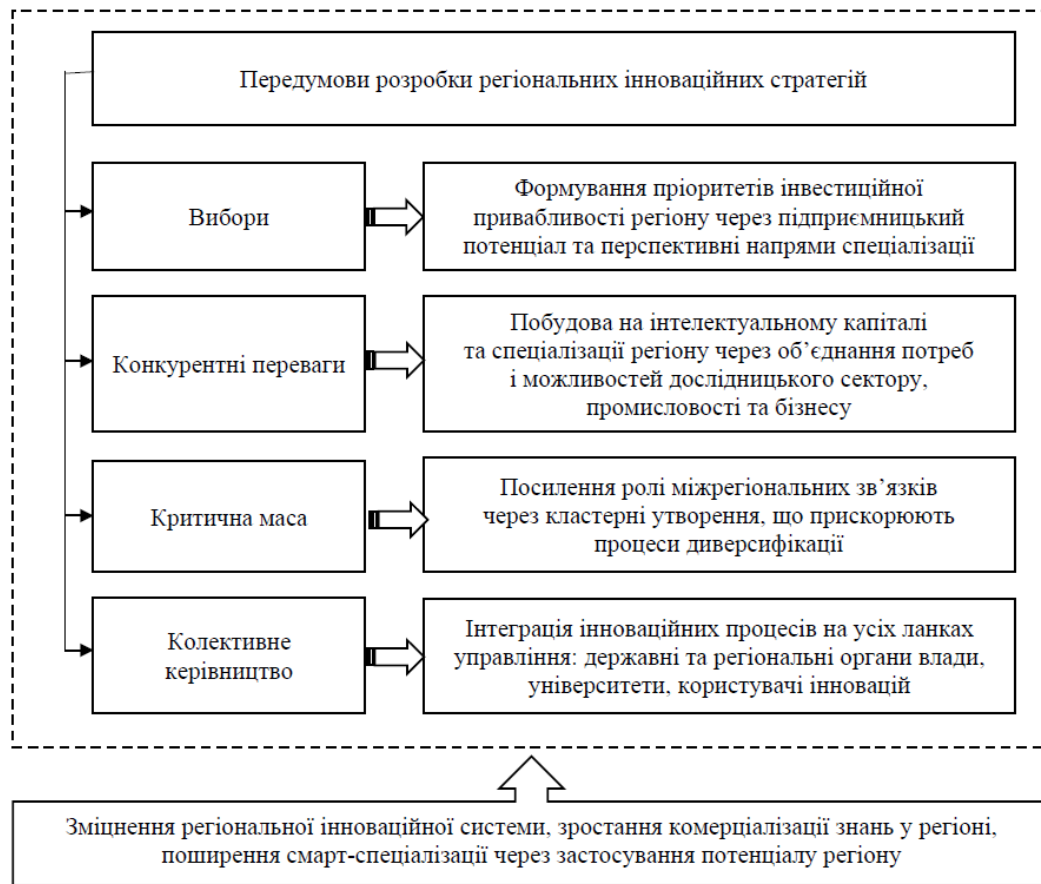 Передумови розробки регіональних інноваційних стратегій
Вибори
Формування пріоритетів інвестиційної
привабливості регіону через підприємницький
потенціал та перспективні напрями спеціалізації
Конкурентні переваги
Побудова на інтелектуальному капіталі
та спеціалізації регіону через об’єднання потреб
і можливостей дослідницького сектору,
промисловості та бізнесу
Критична маса
Посилення ролі міжрегіональних зв’язків
через кластерні утворення, що прискорюють
процеси диверсифікації
Колективне
керівництво
Інтеграція інноваційних процесів на усіх ланках
управління: державні та регіональні органи влади,
університети, користувачі інновацій
Зміцнення регіональної інноваційної системи, зростання комерціалізації знань у регіоні,
поширення смарт-спеціалізації через застосування потенціалу регіону